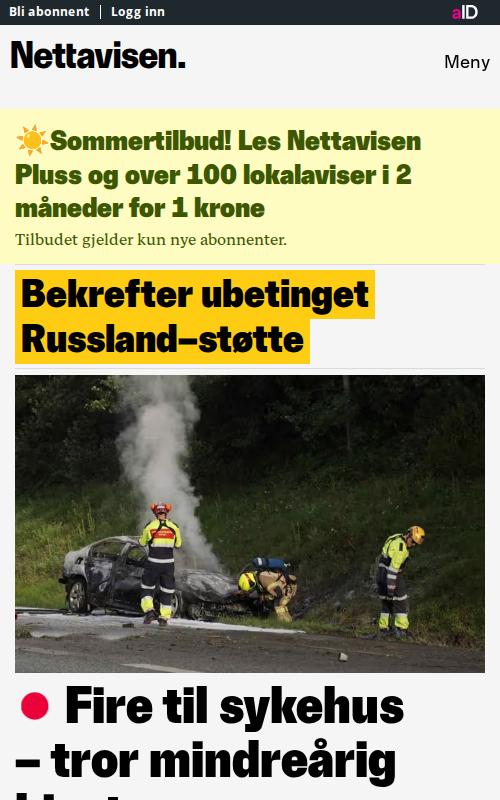 Bli abonnent
Logg inn
aID
Nettavisen.
Meny
Sommertilbud! Les Nettavisen
Pluss og over 100 lokalaviser i 2
måneder for 1 krone
Tilbudet gjelder kun nye abonnenter.
Bekrefter ubetinget
Russland–støtte
Fire til sykehus
– tror mindreårig